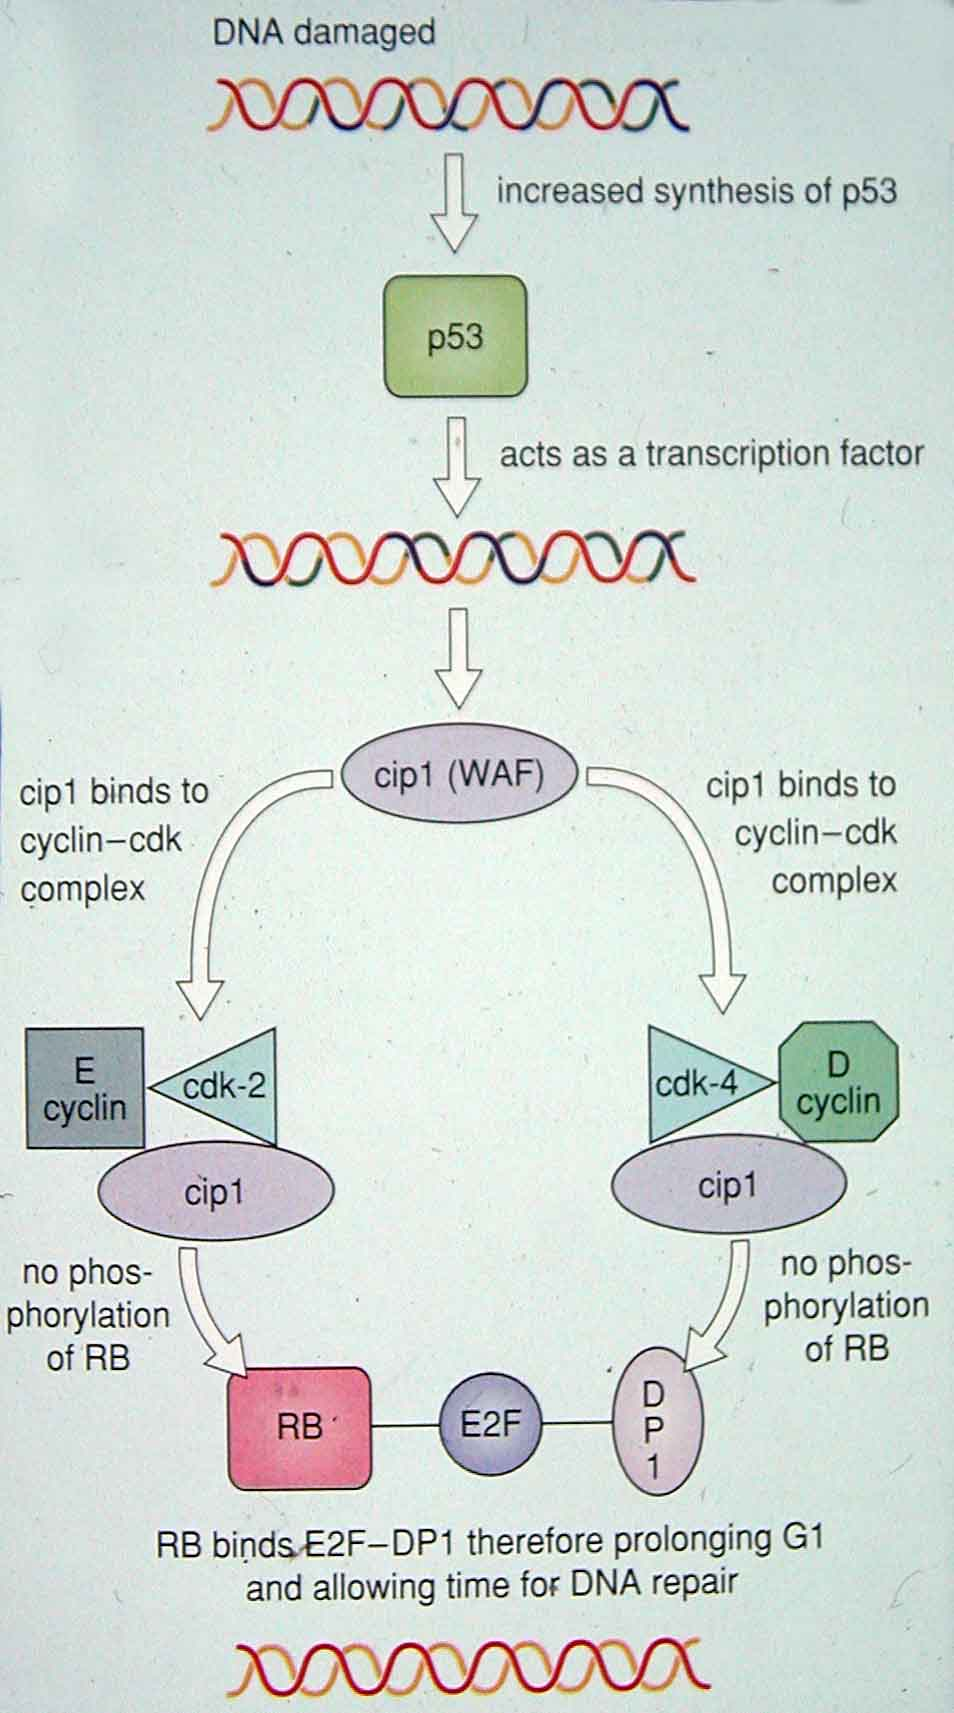 DNA damaged
increased synthesis of p53
p53
acts as a transcription factor
cip1 (WAF)
cip1 binds to
cyclin–cdk
complex
cip1 binds to
cyclin–cdk
complex
E
cyclin
cdk-2
cip1
cdk-4
D
cyclin
cip1
no phos-
phorylation
of RB
no phos-
phorylation
of RB
RB
E2F
D
P
1
RB binds E2F–DP1 therefore prolonging G1
and allowing time for DNA repair